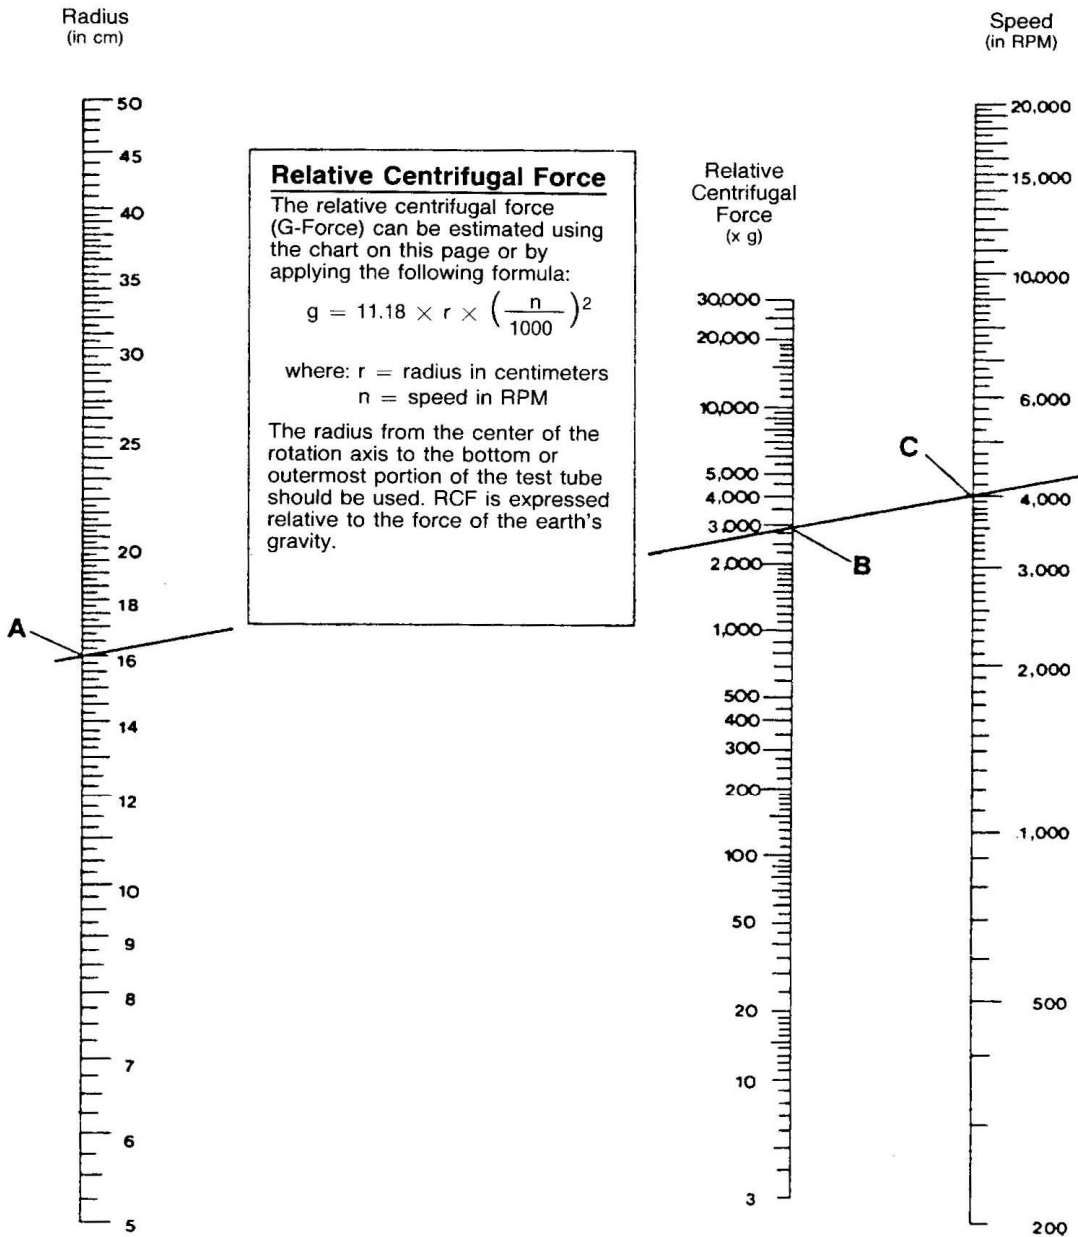 Radius
(in cm)
50
45
40
35
30
25
20
18
16
14
12
10
9
8
7
6
5
A
Relative Centrifugal Force
The relative centrifugal force
(G-Force) can be estimated using
the chart on this page or by
applying the following formula:
g = 11.18 × r × (n/1000)²
where: r = radius in centimeters
n = speed in RPM
The radius from the center of the
rotation axis to the bottom or
outermost portion of the test tube
should be used. RCF is expressed
relative to the force of the earth's
gravity.
Relative
Centrifugal
Force
(x g)
30,000
20,000
10,000
5,000
4,000
3,000
2,000
1,000
500
400
300
200
100
50
20
10
3
B
Speed
(in RPM)
20,000
15,000
10.000
6,000
4,000
3.000
2,000
1,000
500
200
C